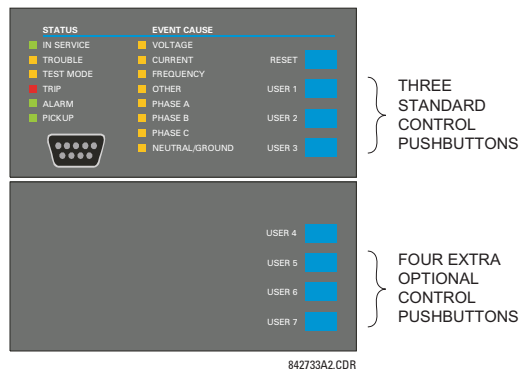 STATUS
IN SERVICE
TROUBLE
TEST MODE
TRIP
ALARM
PICKUP
EVENT CAUSE
VOLTAGE
CURRENT
FREQUENCY
OTHER
PHASE A
PHASE B
PHASE C
NEUTRAL/GROUND
RESET
USER 1
USER 2
USER 3
THREE
STANDARD
CONTROL
PUSHBUTTONS
USER 4
USER 5
USER 6
USER 7
FOUR EXTRA
OPTIONAL
CONTROL
PUSHBUTTONS
842733A2.CDR